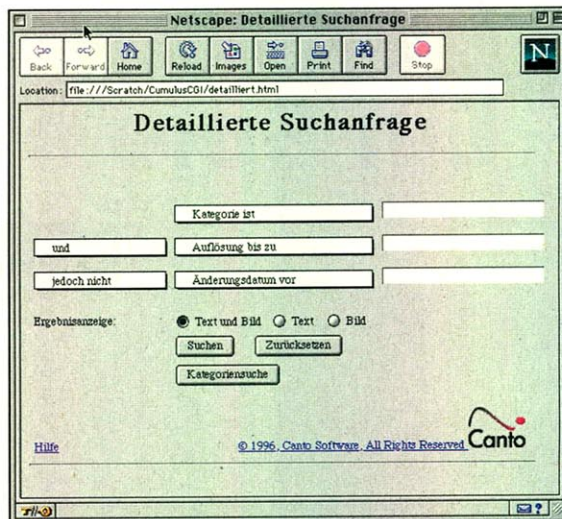 Netscape: Detaillierte Suchanfrage
Back Forward Home Reload Images Open Print Find Stop
N
Location: file:///Scratch/CumulusCGI/detailliert.html
Detaillierte Suchanfrage
Kategorie ist
und Auflösung bis zu
jedoch nicht Änderungsdatum vor
Ergebnisanzeige: Text und Bild Text Bild
Suchen Zurücksetzen
Kategoriensuche
Hilfe © 1996, Canto Software, All Rights Reserved Canto
?